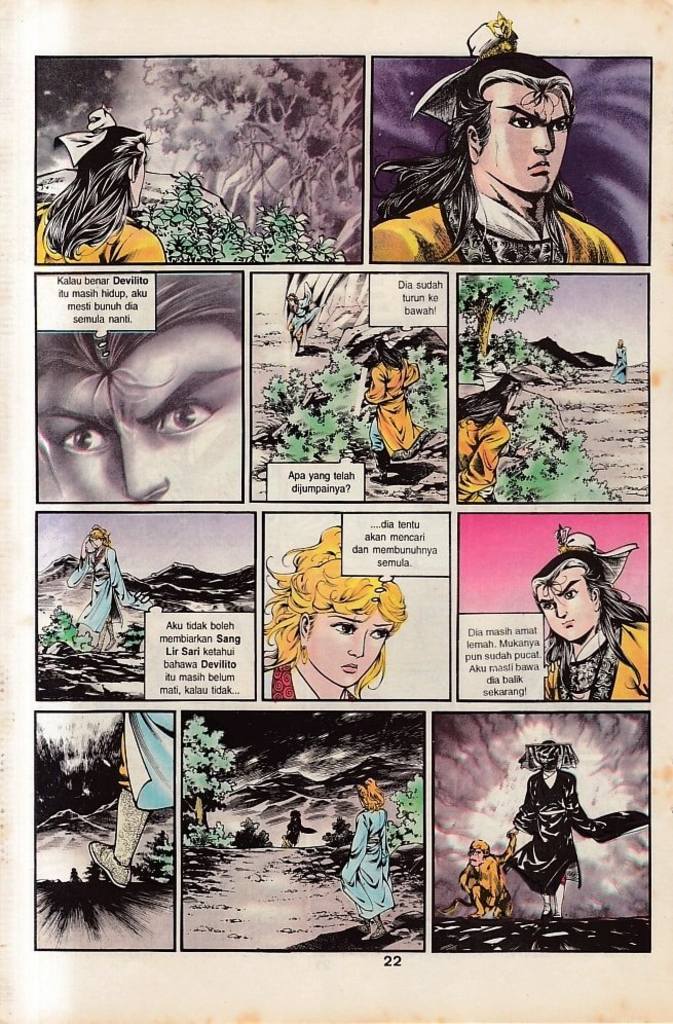 Kalau benar Devilito
itu masih hidup, aku
mesti bunuh dia
semula nanti.
Dia sudah
turun ke
bawah!
Apa yang telah
dijumpainya?
Aku tidak boleh
membiarkan Sang
Lir Sari ketahui
bahawa Devilito
itu masih belum
mati, kalau tidak...
....dia tentu
akan mencari
dan membunuhnya
semula.
Dia masih amat
lemah. Mukanya
pun sudah pucat.
Aku masti bawa
dia balik
sekarang!
22